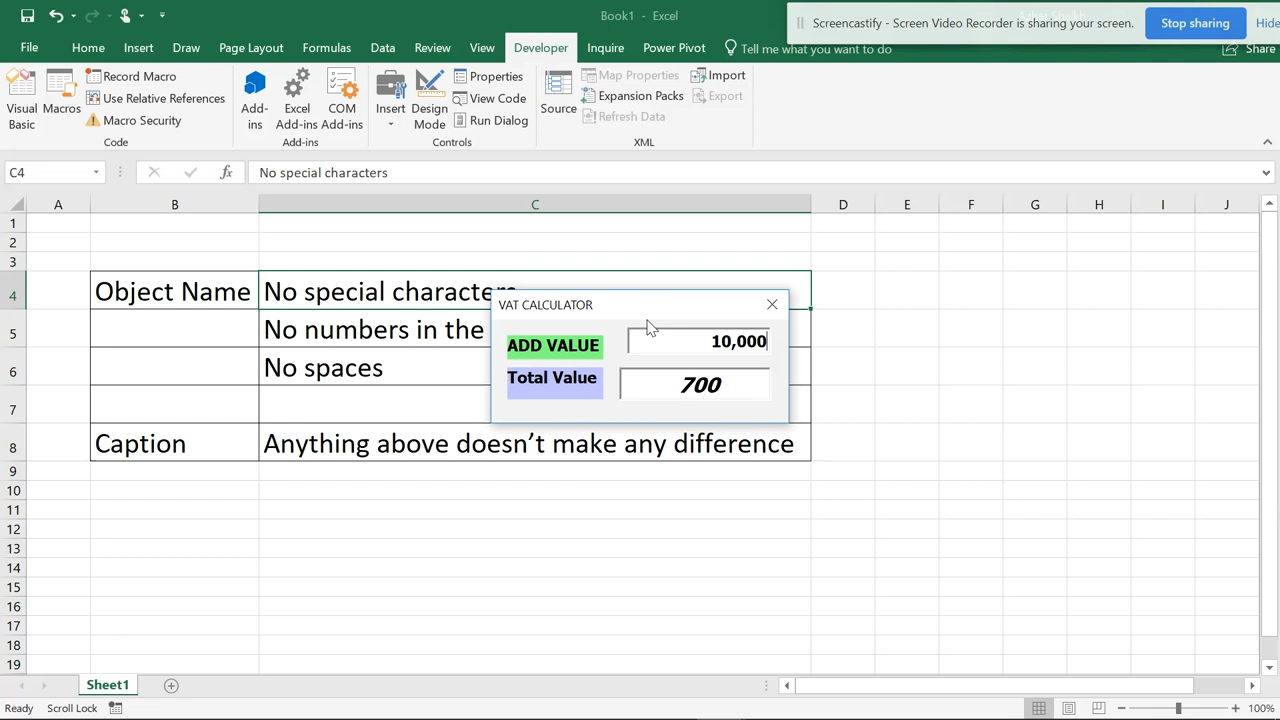 Book1 - Excel
Screencastify - Screen Video Recorder is sharing your screen.
Stop sharing
Hide
File
Home
Insert
Draw
Page Layout
Formulas
Data
Review
View
Developer
Inquire
Power Pivot
Tell me what you want to do
Share
Visual Basic
Macros
Record Macro
Use Relative References
Macro Security
Code
Add-ins
Excel Add-ins
COM Add-ins
Add-ins
Insert
Design Mode
Properties
View Code
Run Dialog
Controls
Source
Map Properties
Expansion Packs
Refresh Data
Import
Export
XML
C4
fx
No special characters
A B C D E F G H I J
1
2
3
4 Object Name No special characters
5 No numbers in the
6 No spaces
7
8 Caption Anything above doesn’t make any difference
9
10
11
12
13
14
15
16
17
18
19
VAT CALCULATOR
ADD VALUE 10,000
Total Value 700
Sheet1
Ready
Scroll Lock
100%